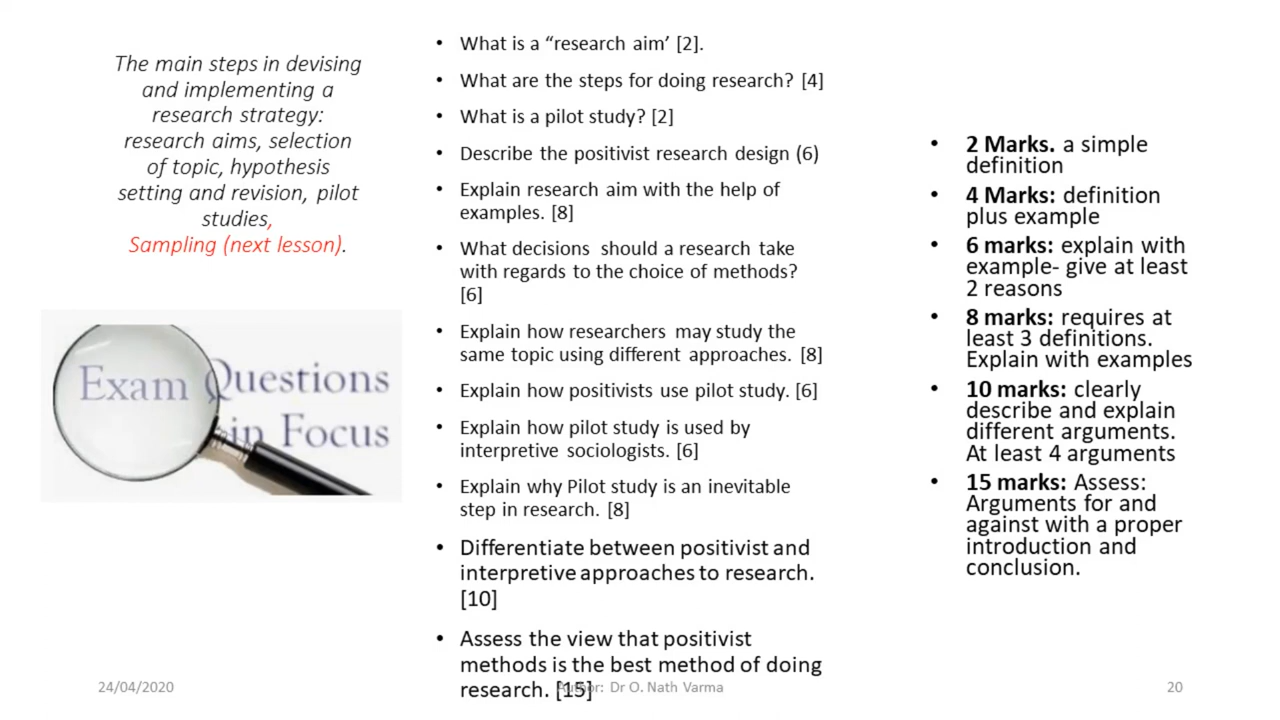 The main steps in devising
and implementing a
research strategy:
research aims, selection
of topic, hypothesis
setting and revision, pilot
studies,
Sampling (next lesson).
Exam Questions
in Focus
• What is a “research aim’ [2].
• What are the steps for doing research? [4]
• What is a pilot study? [2]
• Describe the positivist research design (6)
• Explain research aim with the help of
examples. [8]
• What decisions should a research take
with regards to the choice of methods?
[6]
• Explain how researchers may study the
same topic using different approaches. [8]
• Explain how positivists use pilot study. [6]
• Explain how pilot study is used by
interpretive sociologists. [6]
• Explain why Pilot study is an inevitable
step in research. [8]
• Differentiate between positivist and
interpretive approaches to research.
[10]
• Assess the view that positivist
methods is the best method of doing
research. [15]
• 2 Marks. a simple
definition
• 4 Marks: definition
plus example
• 6 marks: explain with
example- give at least
2 reasons
• 8 marks: requires at
least 3 definitions.
Explain with examples
• 10 marks: clearly
describe and explain
different arguments.
At least 4 arguments
• 15 marks: Assess:
Arguments for and
against with a proper
introduction and
conclusion.
24/04/2020
Author: Dr O. Nath Varma
20